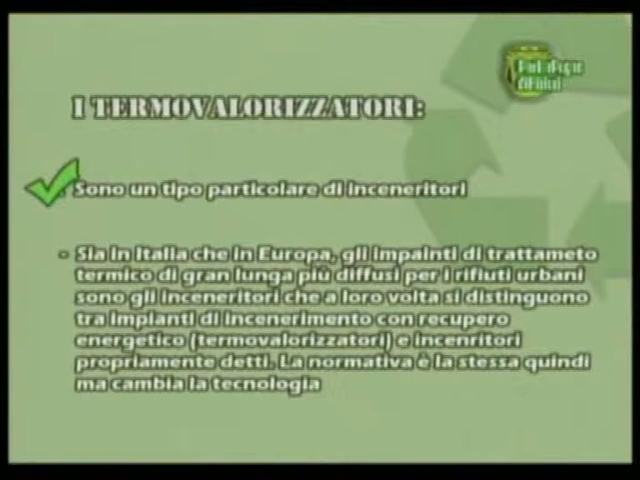 I TERMOVALORIZZATORI:
Sono un tipo particolare di inceneritori
- Sia in Italia che in Europa, gli impainti di trattameto
termico di gran lunga più diffusi per i rifiuti urbani
sono gli inceneritori che a loro volta si distinguono
tra impianti di incenerimento con recupero
energetico (termovalorizzatori) e incenritori
propriamente detti. La normativa è la stessa quindi
ma cambia la tecnologia